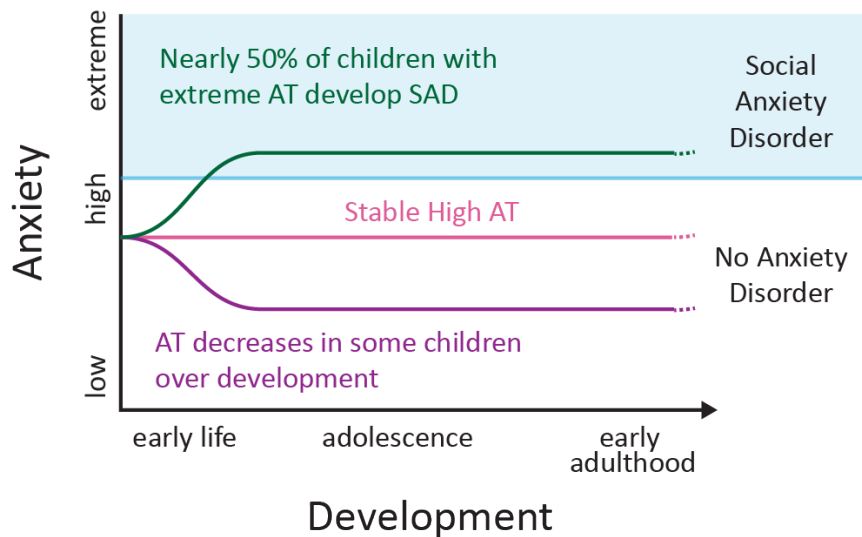 Nearly 50% of children with
extreme AT develop SAD
Social
Anxiety
Disorder
Stable High AT
No Anxiety
Disorder
AT decreases in some children
over development
Anxiety
extreme
high
low
early life
adolescence
early
adulthood
Development